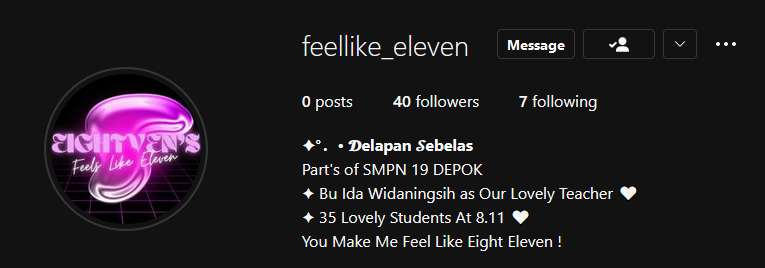 feellike_eleven
Message
0 posts 40 followers 7 following
✦°. • 𝓓elapan 𝓢ebelas
Part's of SMPN 19 DEPOK
✦ Bu Ida Widaningsih as Our Lovely Teacher ♥
✦ 35 Lovely Students At 8.11 ♥
You Make Me Feel Like Eight Eleven !
EIGHTVEN'S
Feels Like Eleven